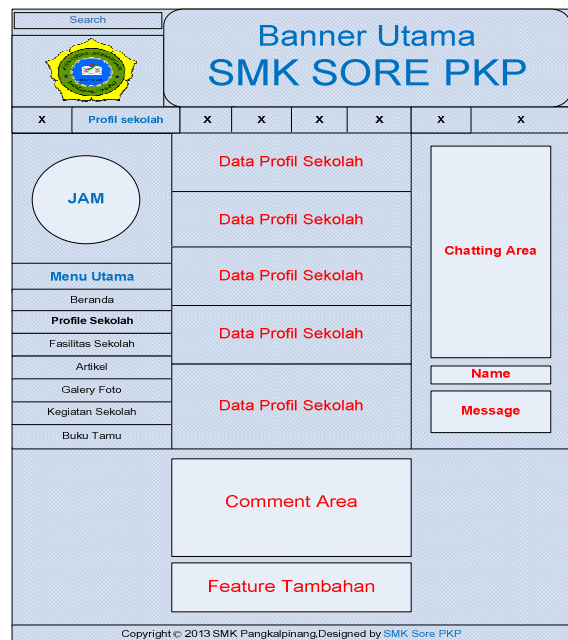 Search
Banner Utama
SMK SORE PKP
x Profil sekolah x x x x x x
JAM
Menu Utama
Beranda
Profile Sekolah
Fasilitas Sekolah
Artikel
Galery Foto
Kegiatan Sekolah
Buku Tamu
Data Profil Sekolah
Data Profil Sekolah
Data Profil Sekolah
Data Profil Sekolah
Data Profil Sekolah
Chatting Area
Name
Message
Comment Area
Feature Tambahan
Copyright © 2013 SMK Pangkalpinang,Designed by SMK Sore PKP